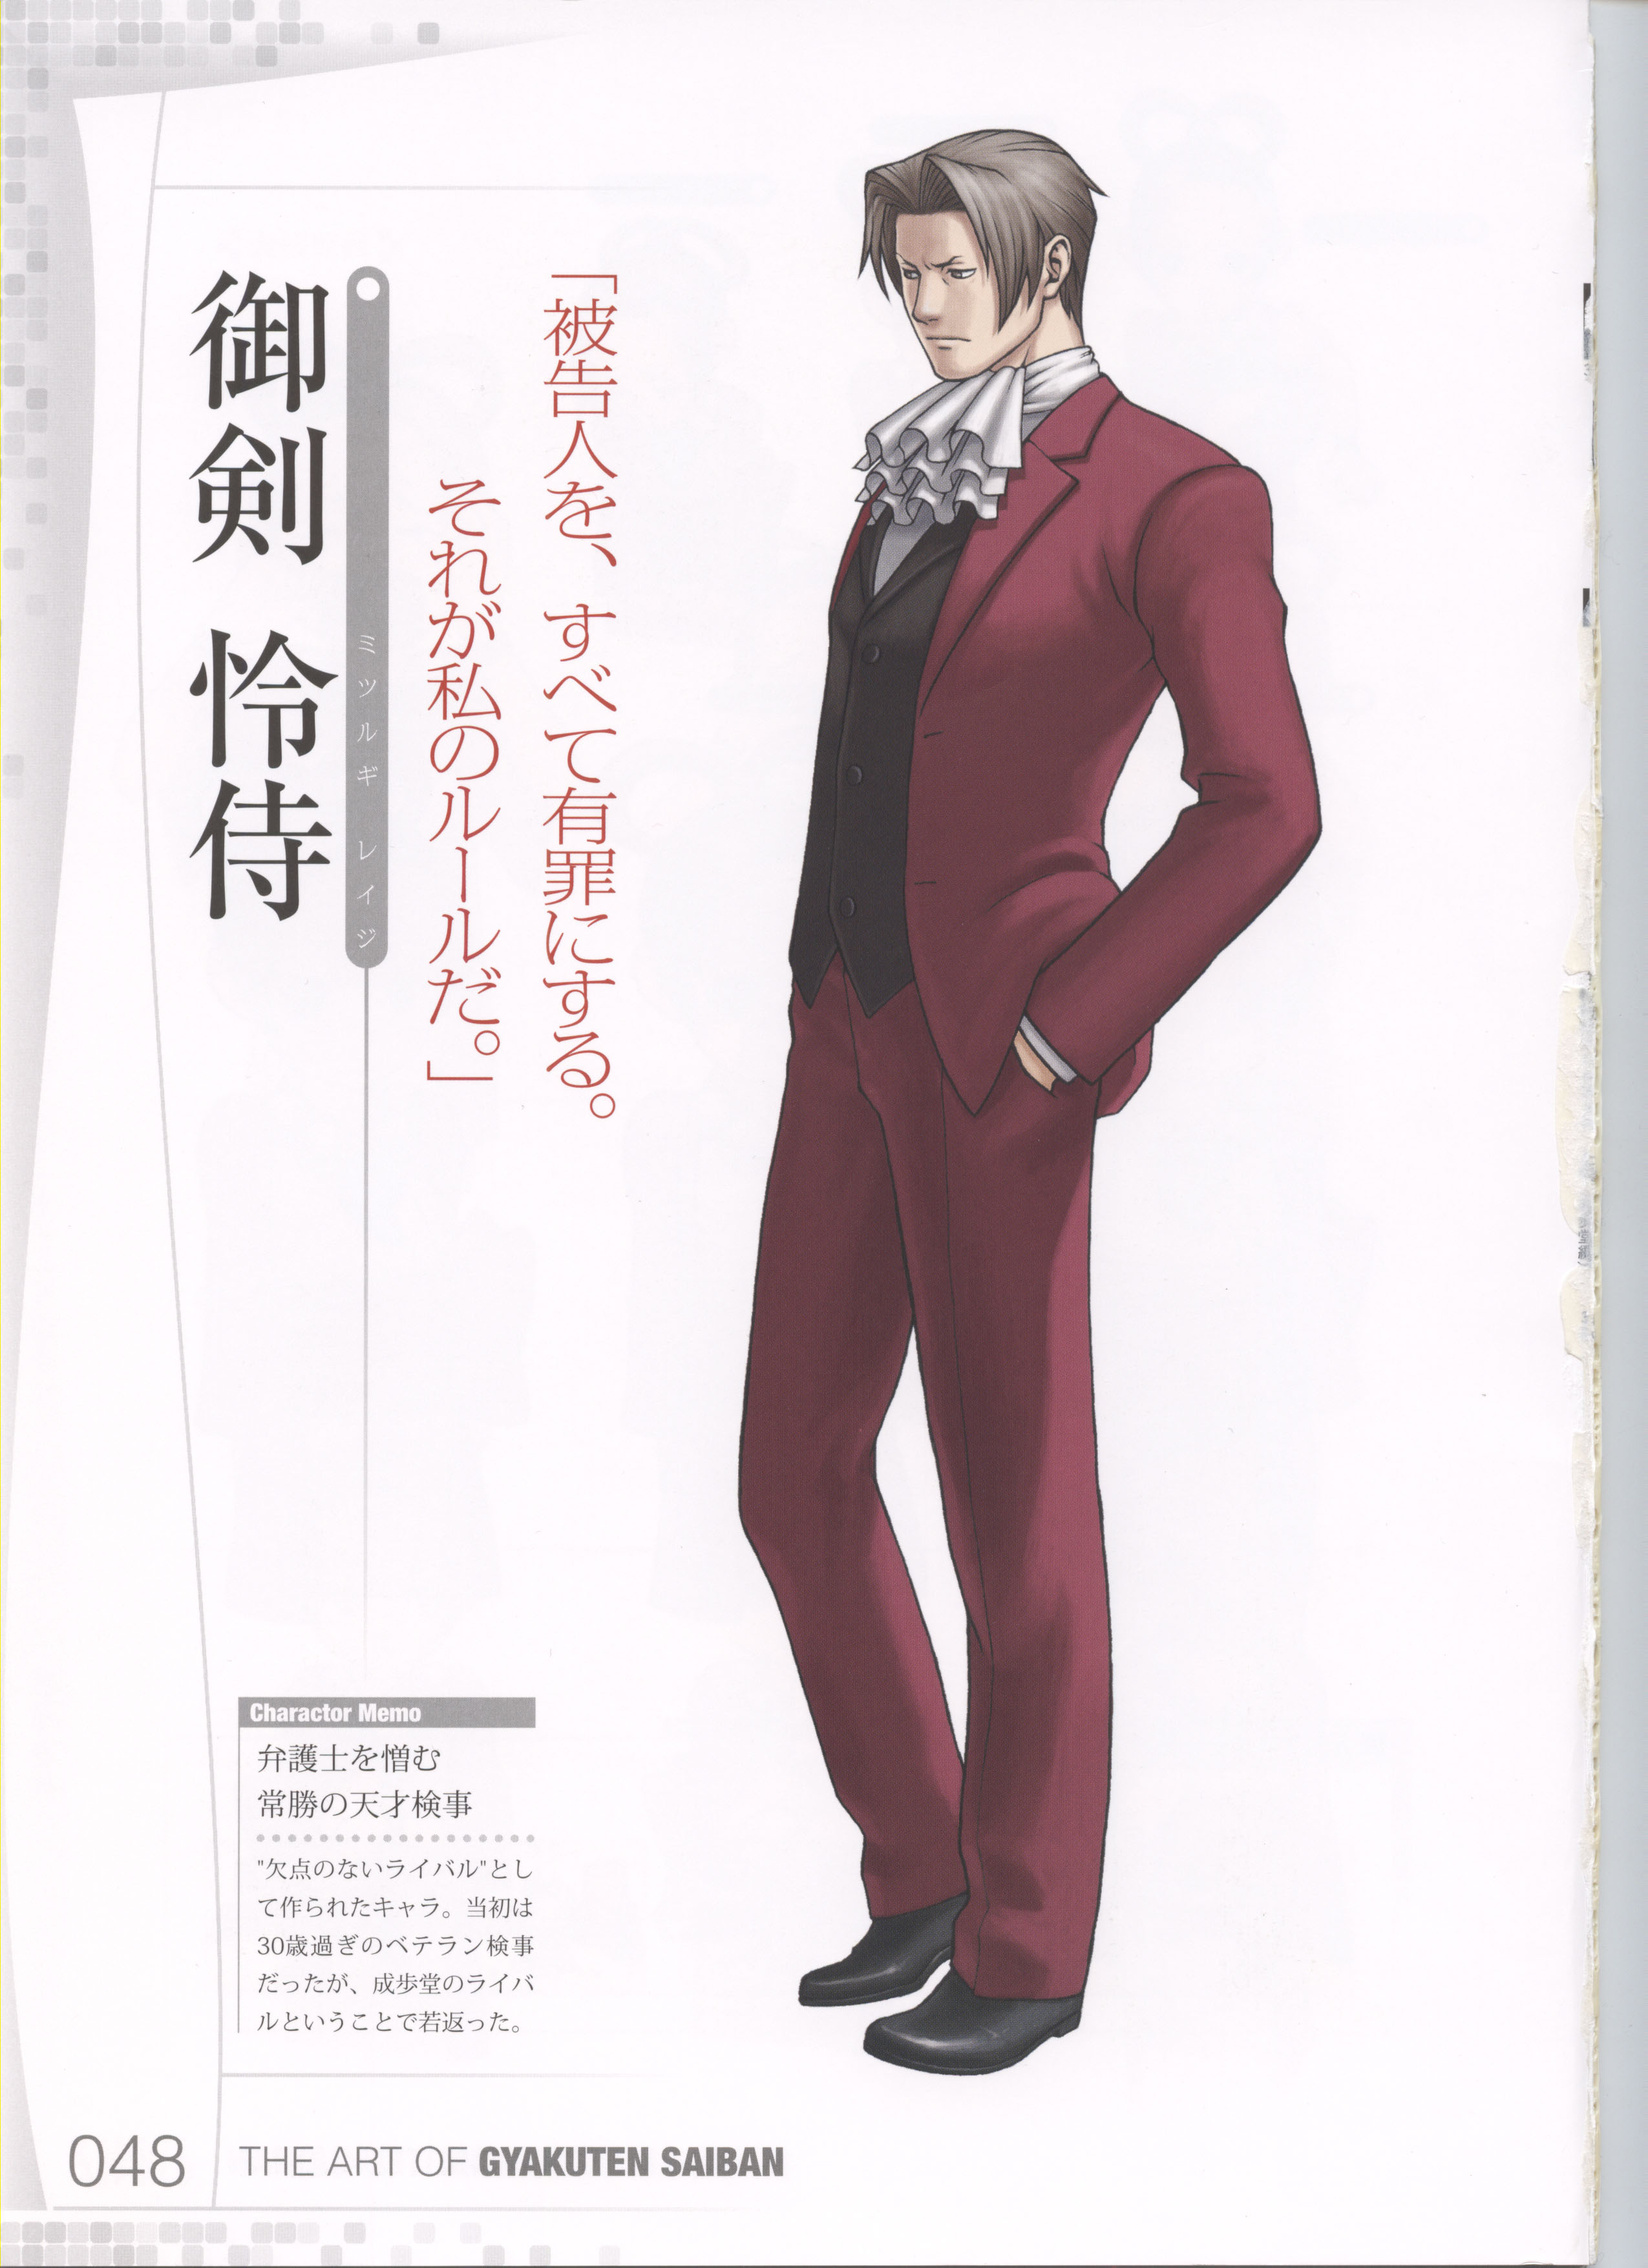 御剣 怜侍
ミツルギ レイジ
「被告人を、すべて有罪にする。
それが私のルールだ。」
Charactor Memo
弁護士を憎む
常勝の天才検事
"欠点のないライバル"とし
て作られたキャラ。当初は
30歳過ぎのベテラン検事
だったが、成歩堂のライバ
ルということで若返った。
048
THE ART OF GYAKUTEN SAIBAN